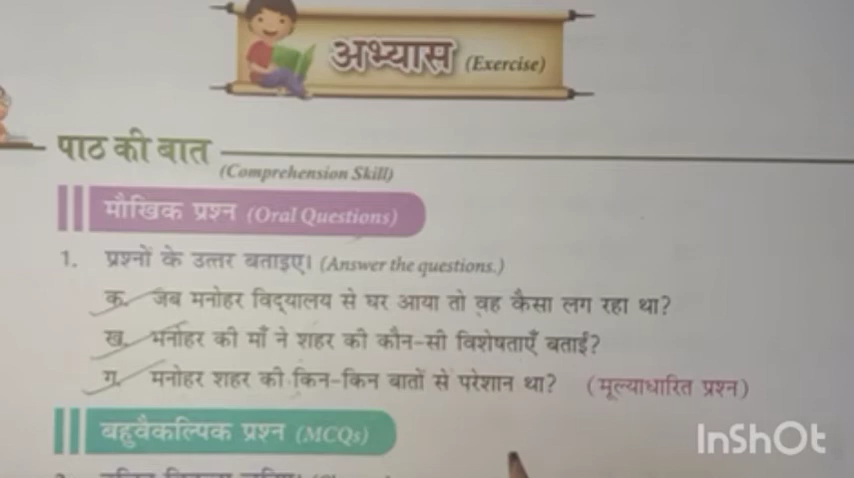 अभ्यास (Exercise)
पाठ की बात
(Comprehension Skill)
मौखिक प्रश्न (Oral Questions)
1. प्रश्नों के उत्तर बताइए। (Answer the questions.)
क. जब मनोहर विद्यालय से घर आया तो वह कैसा लग रहा था?
ख. मनोहर की माँ ने शहर की कौन-सी विशेषताएँ बताईं?
ग. मनोहर शहर की किन-किन बातों से परेशान था? (मूल्याधारित प्रश्न)
बहुवैकल्पिक प्रश्न (MCQs)
InShOt